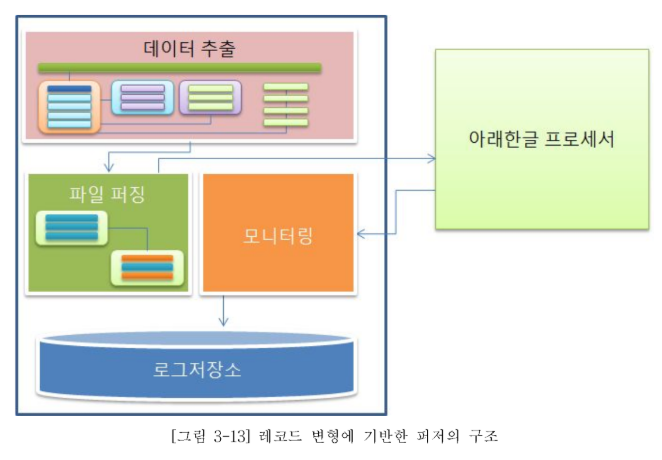 데이터 추출
아래한글 프로세서
파일 퍼징
모니터링
로그저장소
[그림 3-13] 레코드 변형에 기반한 퍼저의 구조